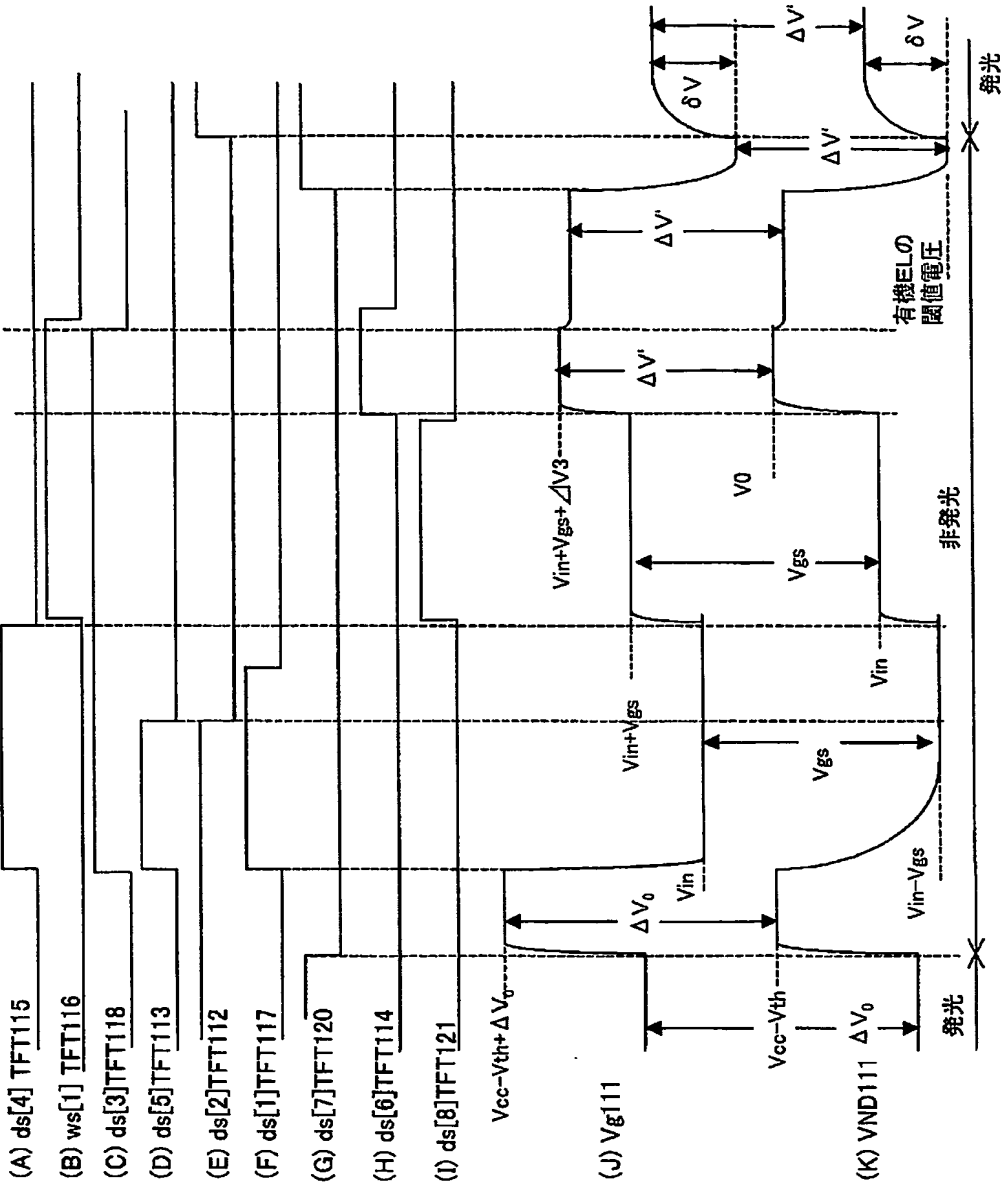 (A) ds[4] TFT115
(B) ws[1] TFT116
(C) ds[3]TFT118
(D) ds[5]TFT113
(E) ds[2]TFT112
(F) ds[1]TFT117
(G) ds[7]TFT120
(H) ds[6]TFT114
(I) ds[8]TFT121
Vcc-Vth+ΔV₀
ΔV₀
Vin
Vin+Vgs
Vin+Vgs+⊿V3
ΔV'
ΔV'
ΔV'
δV
ΔV'
(J) Vg111
Vcc-Vth
ΔV₀
Vin-Vgs
Vgs
Vin
Vgs
V0
有機ELの
閾値電圧
δV
(K) VND111
発光
非発光
発光